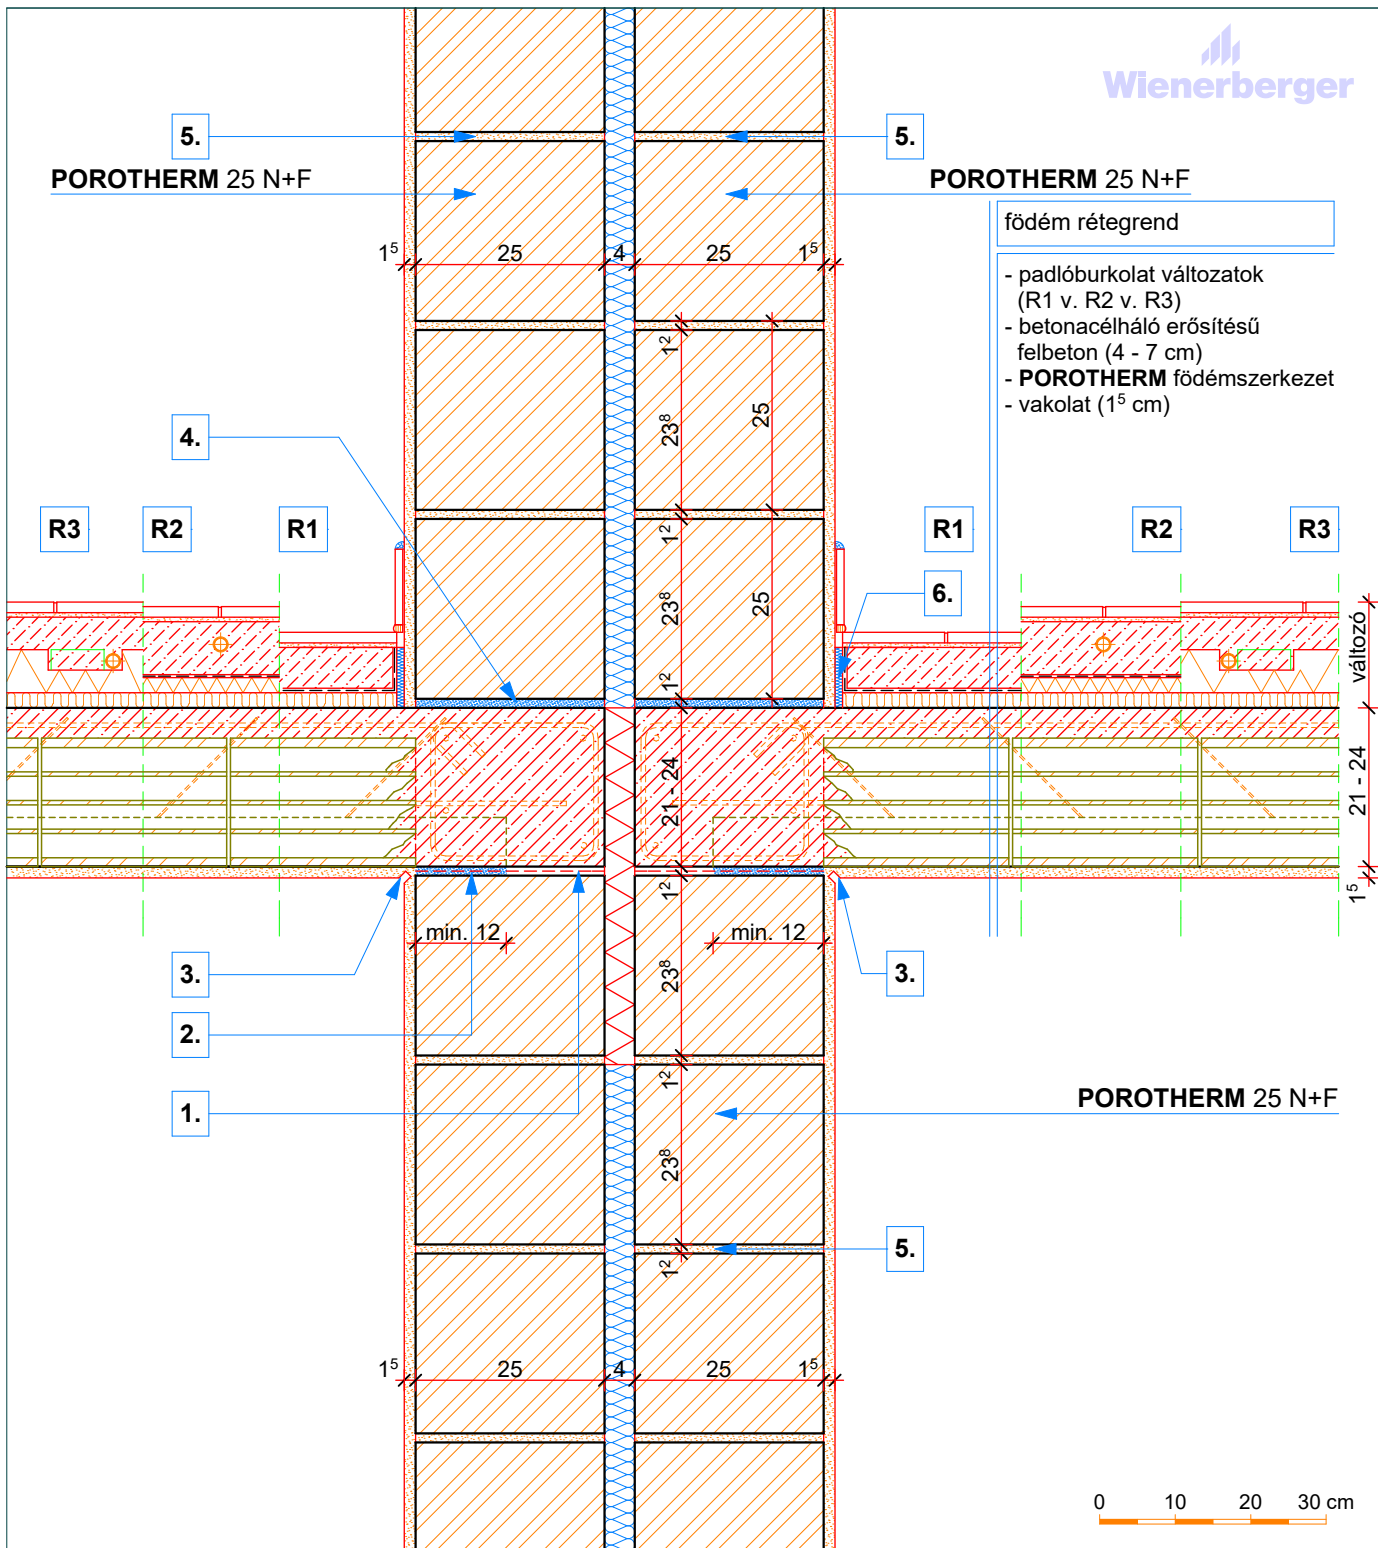 Wienerberger
5.
5.
POROTHERM 25 N+F
POROTHERM 25 N+F
födém rétegrend
- padlóburkolat változatok
(R1 v. R2 v. R3)
- betonacélháló erősítésű
felbeton (4 - 7 cm)
- POROTHERM födémszerkezet
- vakolat (1⁵ cm)
1⁵
25
4
25
1⁵
1²
23⁸
25
4.
R3
R2
R1
1²
R1
R2
R3
23⁸
25
6.
1²
változó
21 - 24
21 - 24
1⁵
1²
min. 12
min. 12
3.
23⁸
3.
2.
1.
1²
POROTHERM 25 N+F
23⁸
5.
1²
1⁵
25
4
25
1⁵
0
10
20
30 cm